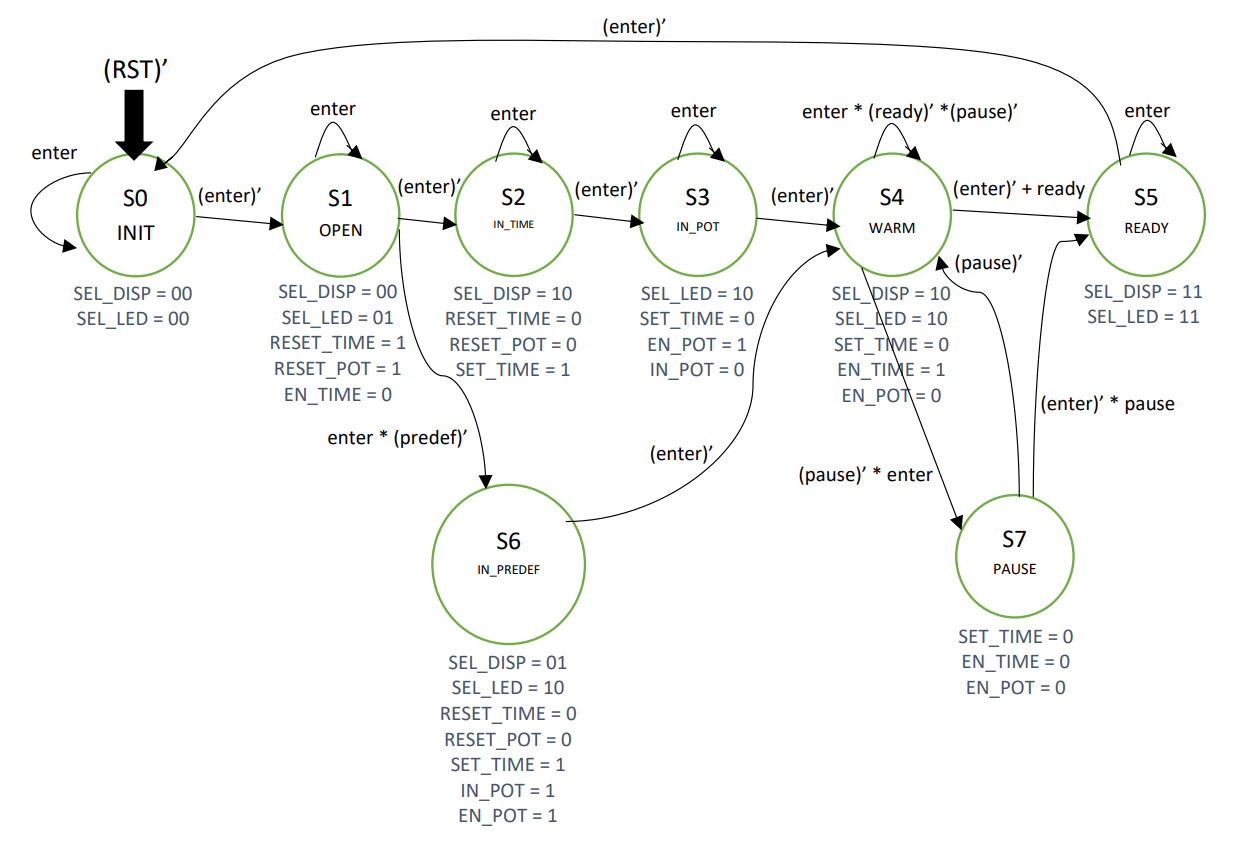 (enter)’
(RST)’
enter
enter
enter
enter
enter * (ready)’ *(pause)’
enter
S0
INIT
(enter)’
S1
OPEN
(enter)’
S2
IN_TIME
(enter)’
S3
IN_POT
(enter)’
S4
WARM
(enter)’ + ready
S5
READY
(pause)’
SEL_DISP = 00
SEL_LED = 00
SEL_DISP = 00
SEL_LED = 01
RESET_TIME = 1
RESET_POT = 1
EN_TIME = 0
SEL_DISP = 10
RESET_TIME = 0
RESET_POT = 0
SET_TIME = 1
SEL_LED = 10
SET_TIME = 0
EN_POT = 1
IN_POT = 0
SEL_DISP = 10
SEL_LED = 10
SET_TIME = 0
EN_TIME = 1
EN_POT = 0
SEL_DISP = 11
SEL_LED = 11
(enter)’ * pause
enter * (predef)’
(enter)’
(pause)’ * enter
S6
IN_PREDEF
S7
PAUSE
SEL_DISP = 01
SEL_LED = 10
RESET_TIME = 0
RESET_POT = 0
SET_TIME = 1
IN_POT = 1
EN_POT = 1
SET_TIME = 0
EN_TIME = 0
EN_POT = 0